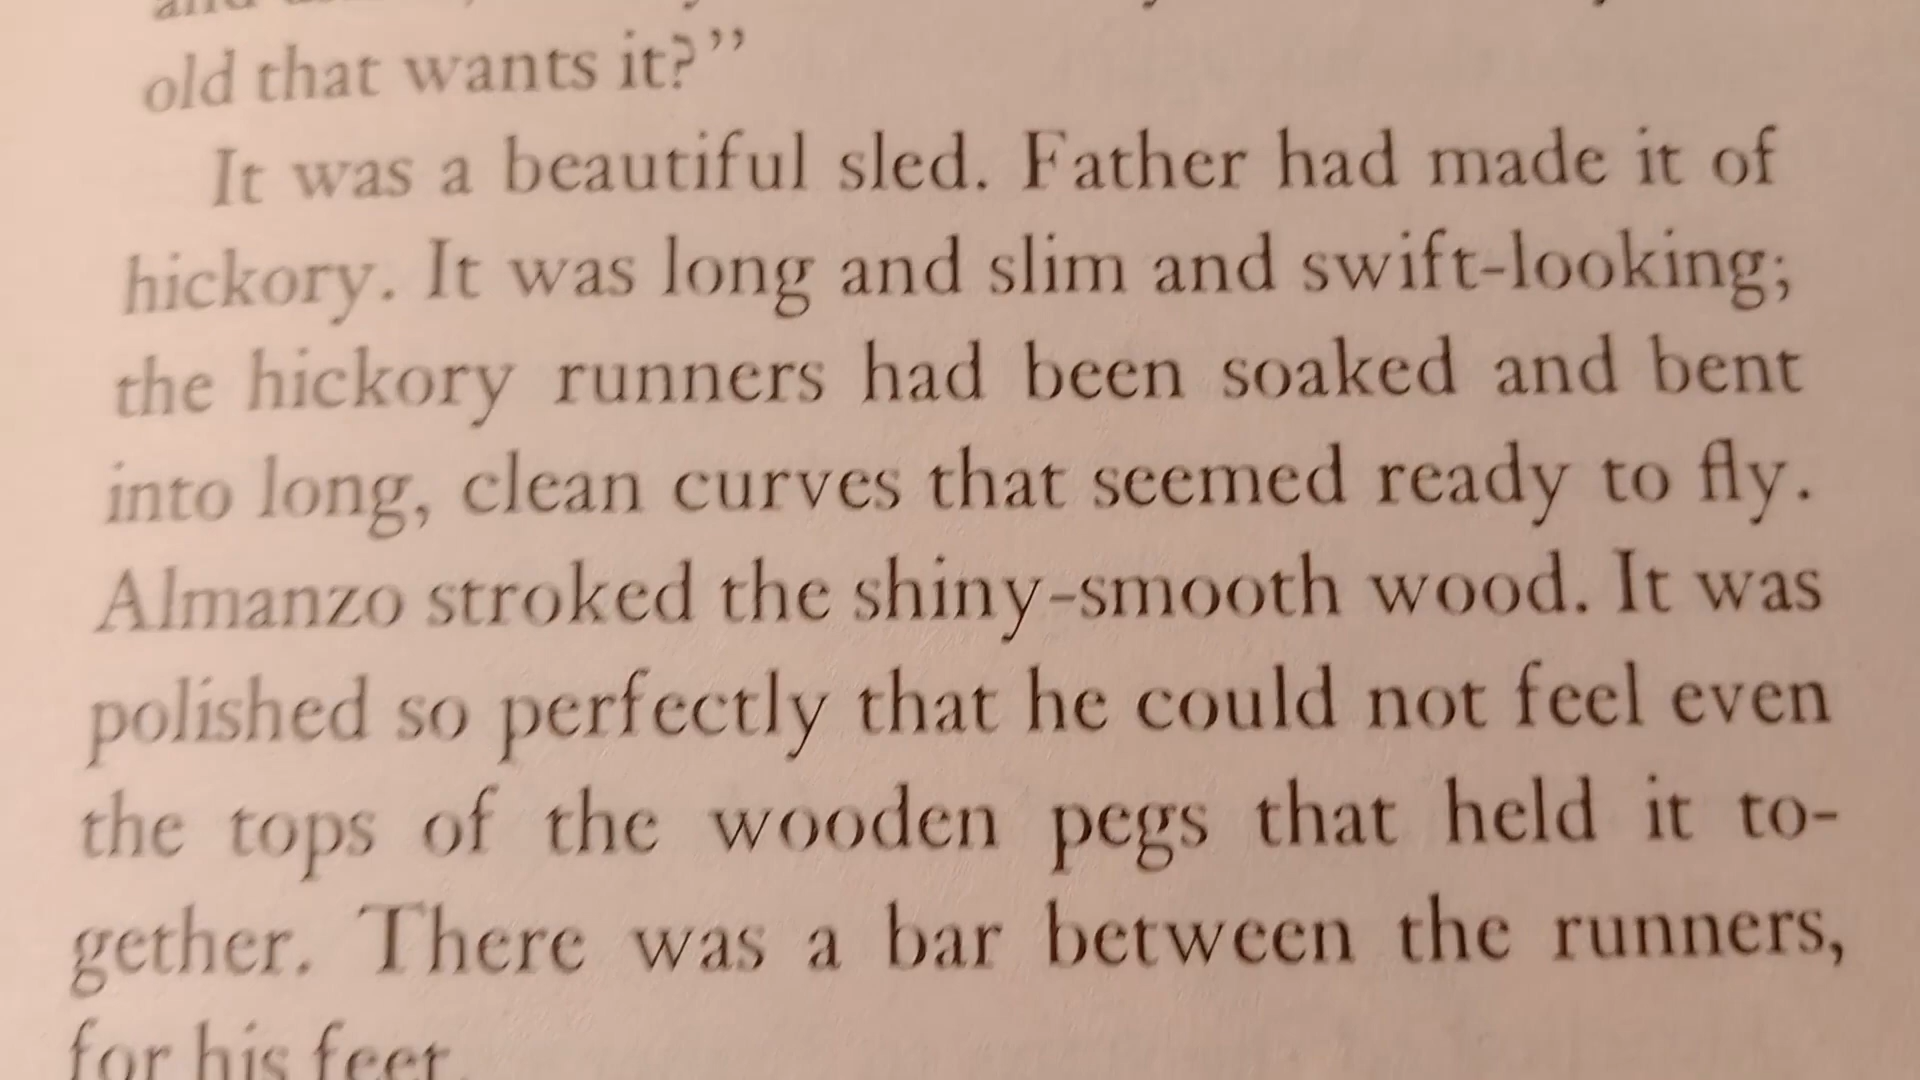 old that wants it?”
It was a beautiful sled. Father had made it of
hickory. It was long and slim and swift-looking;
the hickory runners had been soaked and bent
into long, clean curves that seemed ready to fly.
Almanzo stroked the shiny-smooth wood. It was
polished so perfectly that he could not feel even
the tops of the wooden pegs that held it to-
gether. There was a bar between the runners,
for his feet.